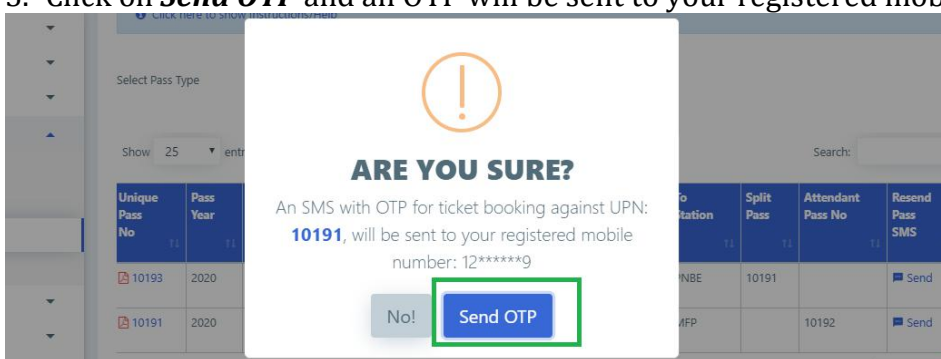 Click on Send OTP and an OTP will be sent to your registered mob
Click here to show Instructions/Help
Select Pass Type
Show 25 entr
Search:
ARE YOU SURE?
An SMS with OTP for ticket booking against UPN:
10191, will be sent to your registered mobile
number: 12******9
No! Send OTP
Unique Pass No
Pass Year
Station
Split Pass
Attendant Pass No
Resend Pass SMS
10193 2020 PNBE 10191 Send
10191 2020 MFP 10192 Send